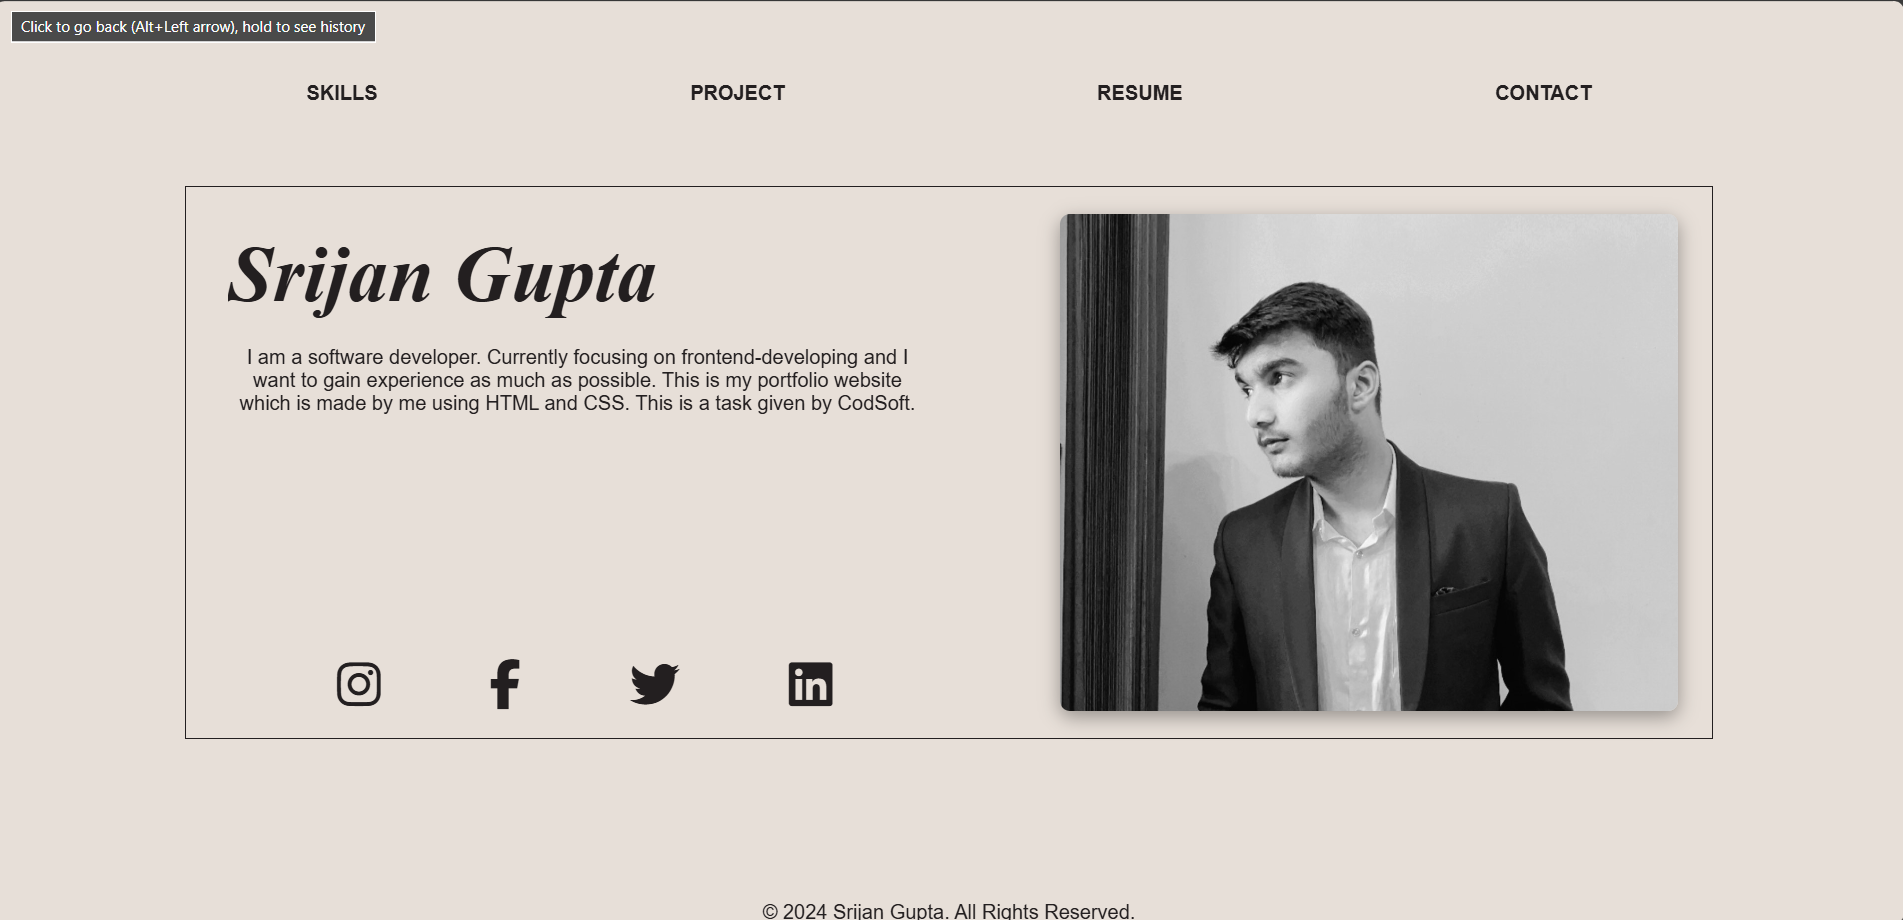 Click to go back (Alt+Left arrow), hold to see history
SKILLS
PROJECT
RESUME
CONTACT
Srijan Gupta
I am a software developer. Currently focusing on frontend-developing and I
want to gain experience as much as possible. This is my portfolio website
which is made by me using HTML and CSS. This is a task given by CodSoft.
© 2024 Srijan Gupta. All Rights Reserved.